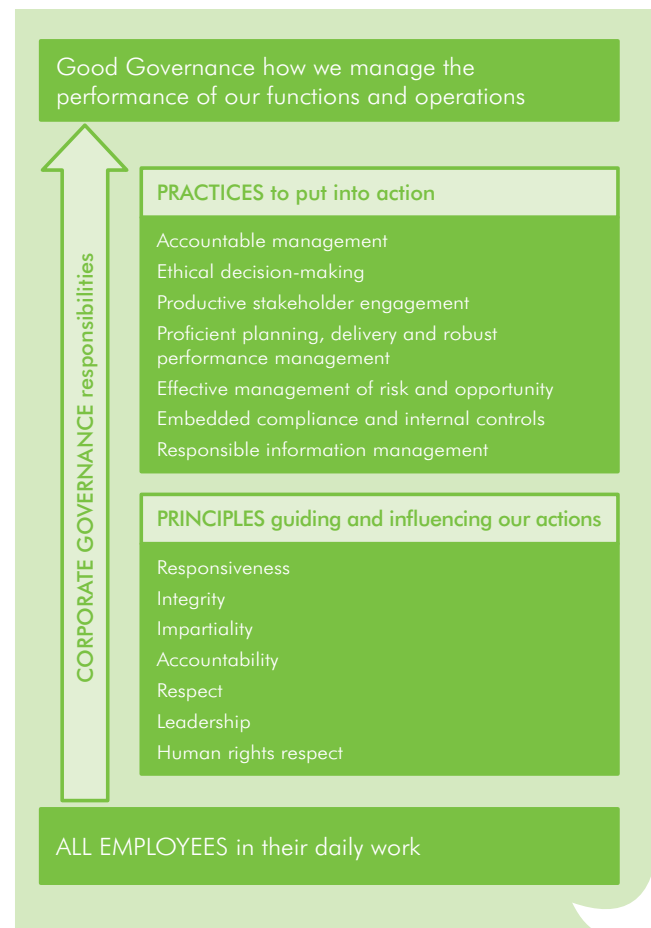 Good Governance how we manage the
performance of our functions and operations
CORPORATE GOVERNANCE responsibilities
PRACTICES to put into action
Accountable management
Ethical decision-making
Productive stakeholder engagement
Proficient planning, delivery and robust
performance management
Effective management of risk and opportunity
Embedded compliance and internal controls
Responsible information management
PRINCIPLES guiding and influencing our actions
Responsiveness
Integrity
Impartiality
Accountability
Respect
Leadership
Human rights respect
ALL EMPLOYEES in their daily work